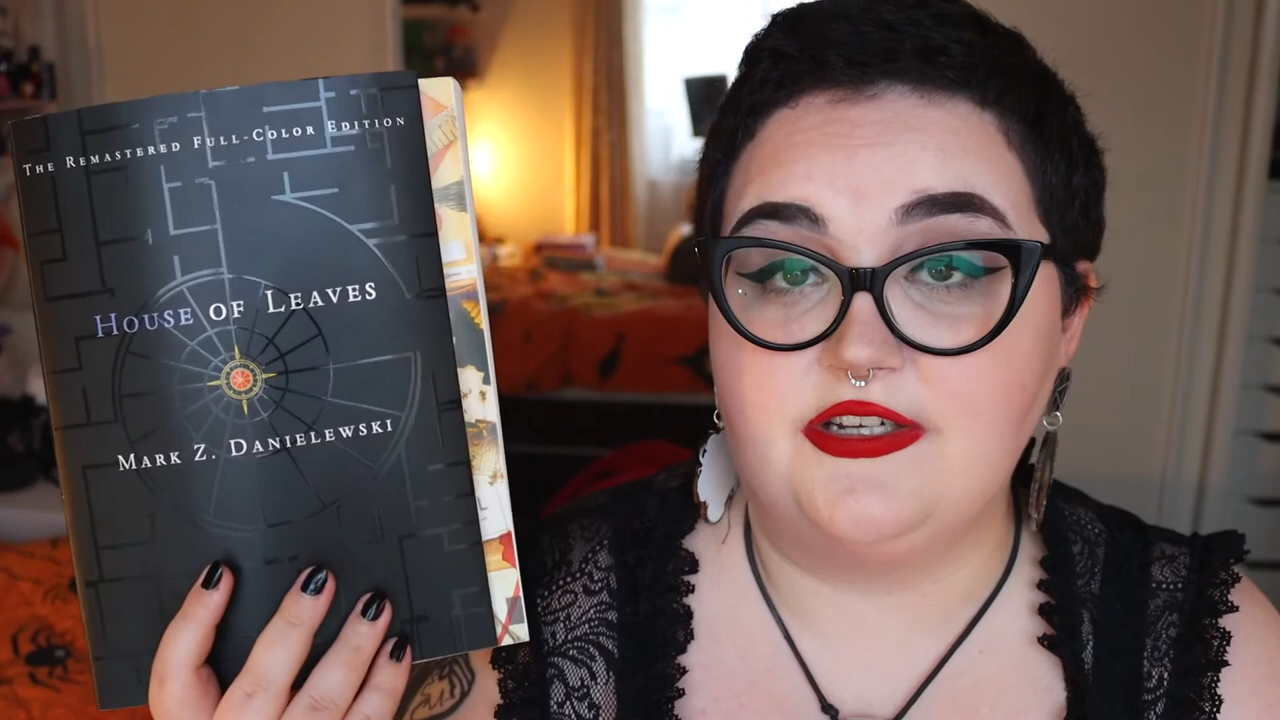 The Remastered Full-Color Edition
House of Leaves
Mark Z. Danielewski